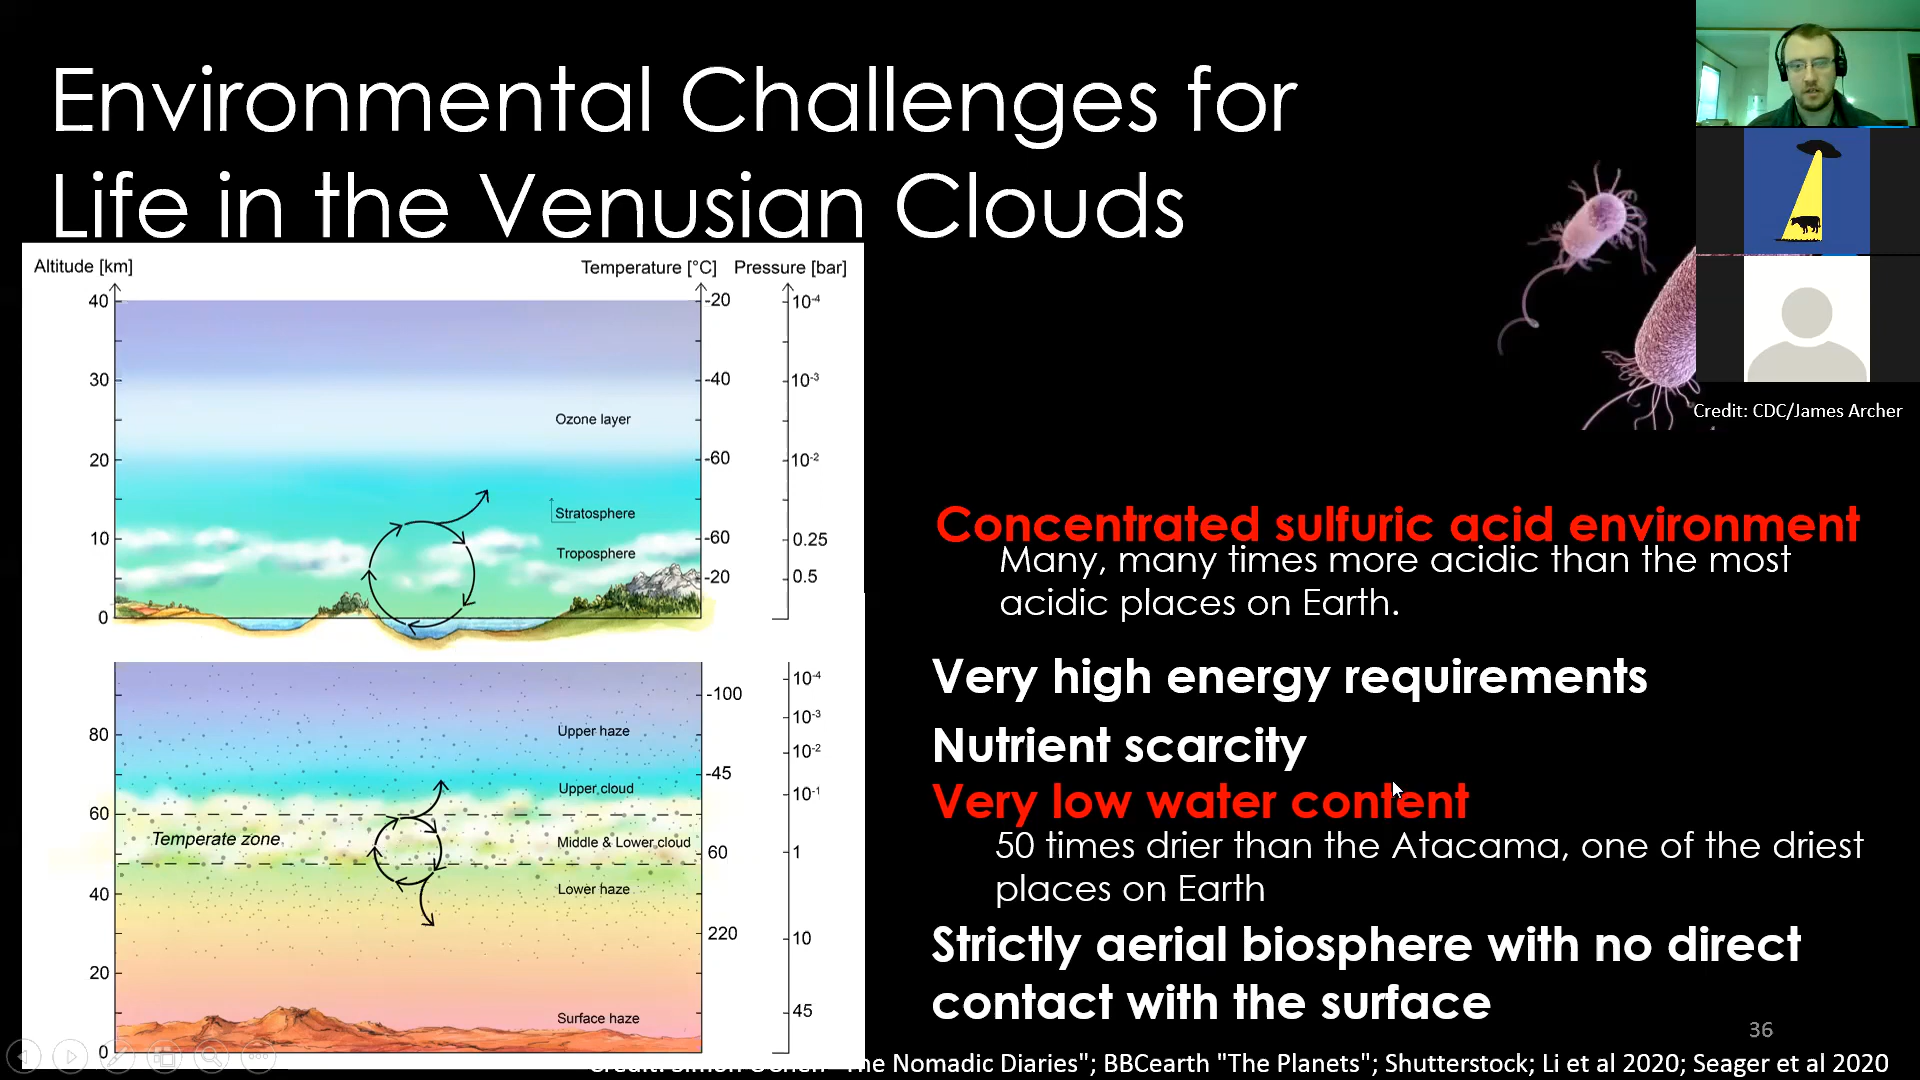 Environmental Challenges for
Life in the Venusian Clouds
Altitude [km]
Temperature [°C]
Pressure [bar]
40
-20
10-4
30
-40
10-3
Ozone layer
20
-60
10-2
Stratosphere
10
-60
0.25
Troposphere
-20
0.5
0
10-4
-100
10-3
80
Upper haze
10-2
-45
Upper cloud
10-1
60
Temperate zone
Middle & Lower cloud
60
1
Lower haze
40
220
10
20
45
Surface haze
0
Credit: CDC/James Archer
Concentrated sulfuric acid environment
Many, many times more acidic than the most
acidic places on Earth.
Very high energy requirements
Nutrient scarcity
Very low water content
50 times drier than the Atacama, one of the driest
places on Earth
Strictly aerial biosphere with no direct
contact with the surface
36
Nomadic Diaries"; BBCearth "The Planets"; Shutterstock; Li et al 2020; Seager et al 2020